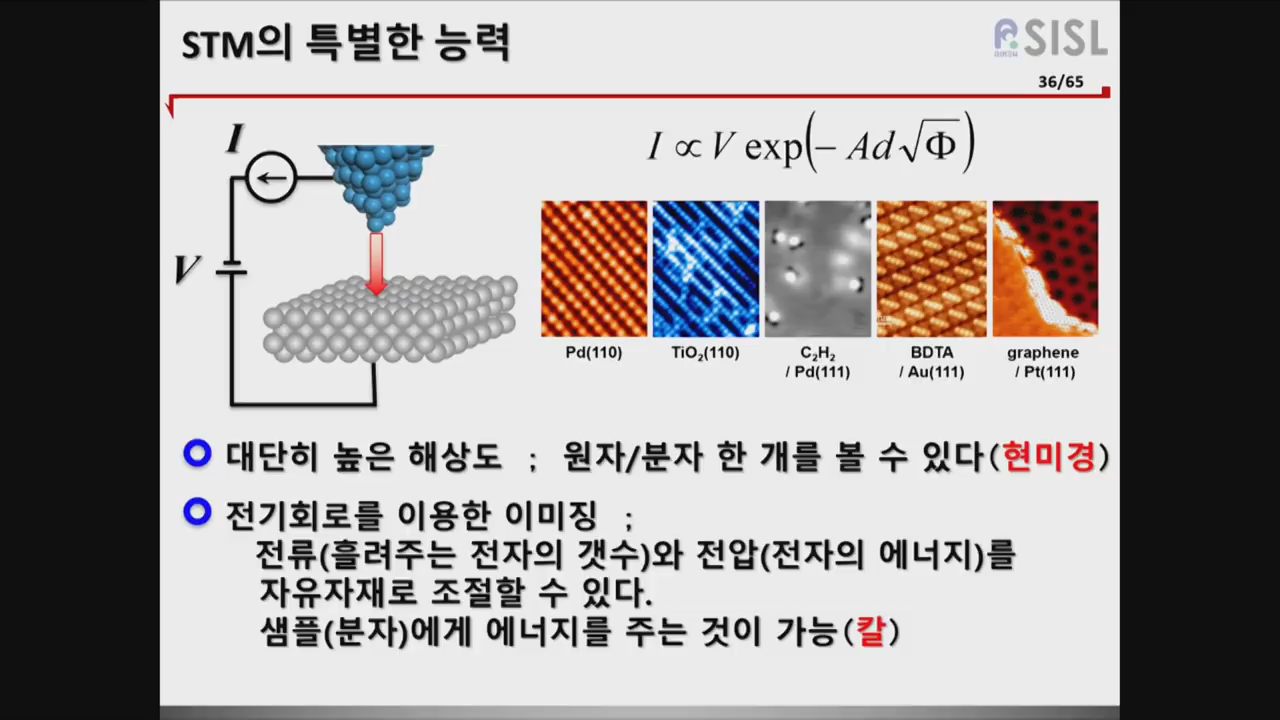 STM의 특별한 능력
SISL
36/65
I
V
I ∝ V exp(− Ad√Φ)
Pd(110)
TiO₂(110)
C₂H₂
/ Pd(111)
BDTA
/ Au(111)
graphene
/ Pt(111)
대단히 높은 해상도 ; 원자/분자 한 개를 볼 수 있다(현미경)
전기회로를 이용한 이미징 ;
전류(흘려주는 전자의 갯수)와 전압(전자의 에너지)를
자유자재로 조절할 수 있다.
샘플(분자)에게 에너지를 주는 것이 가능(칼)